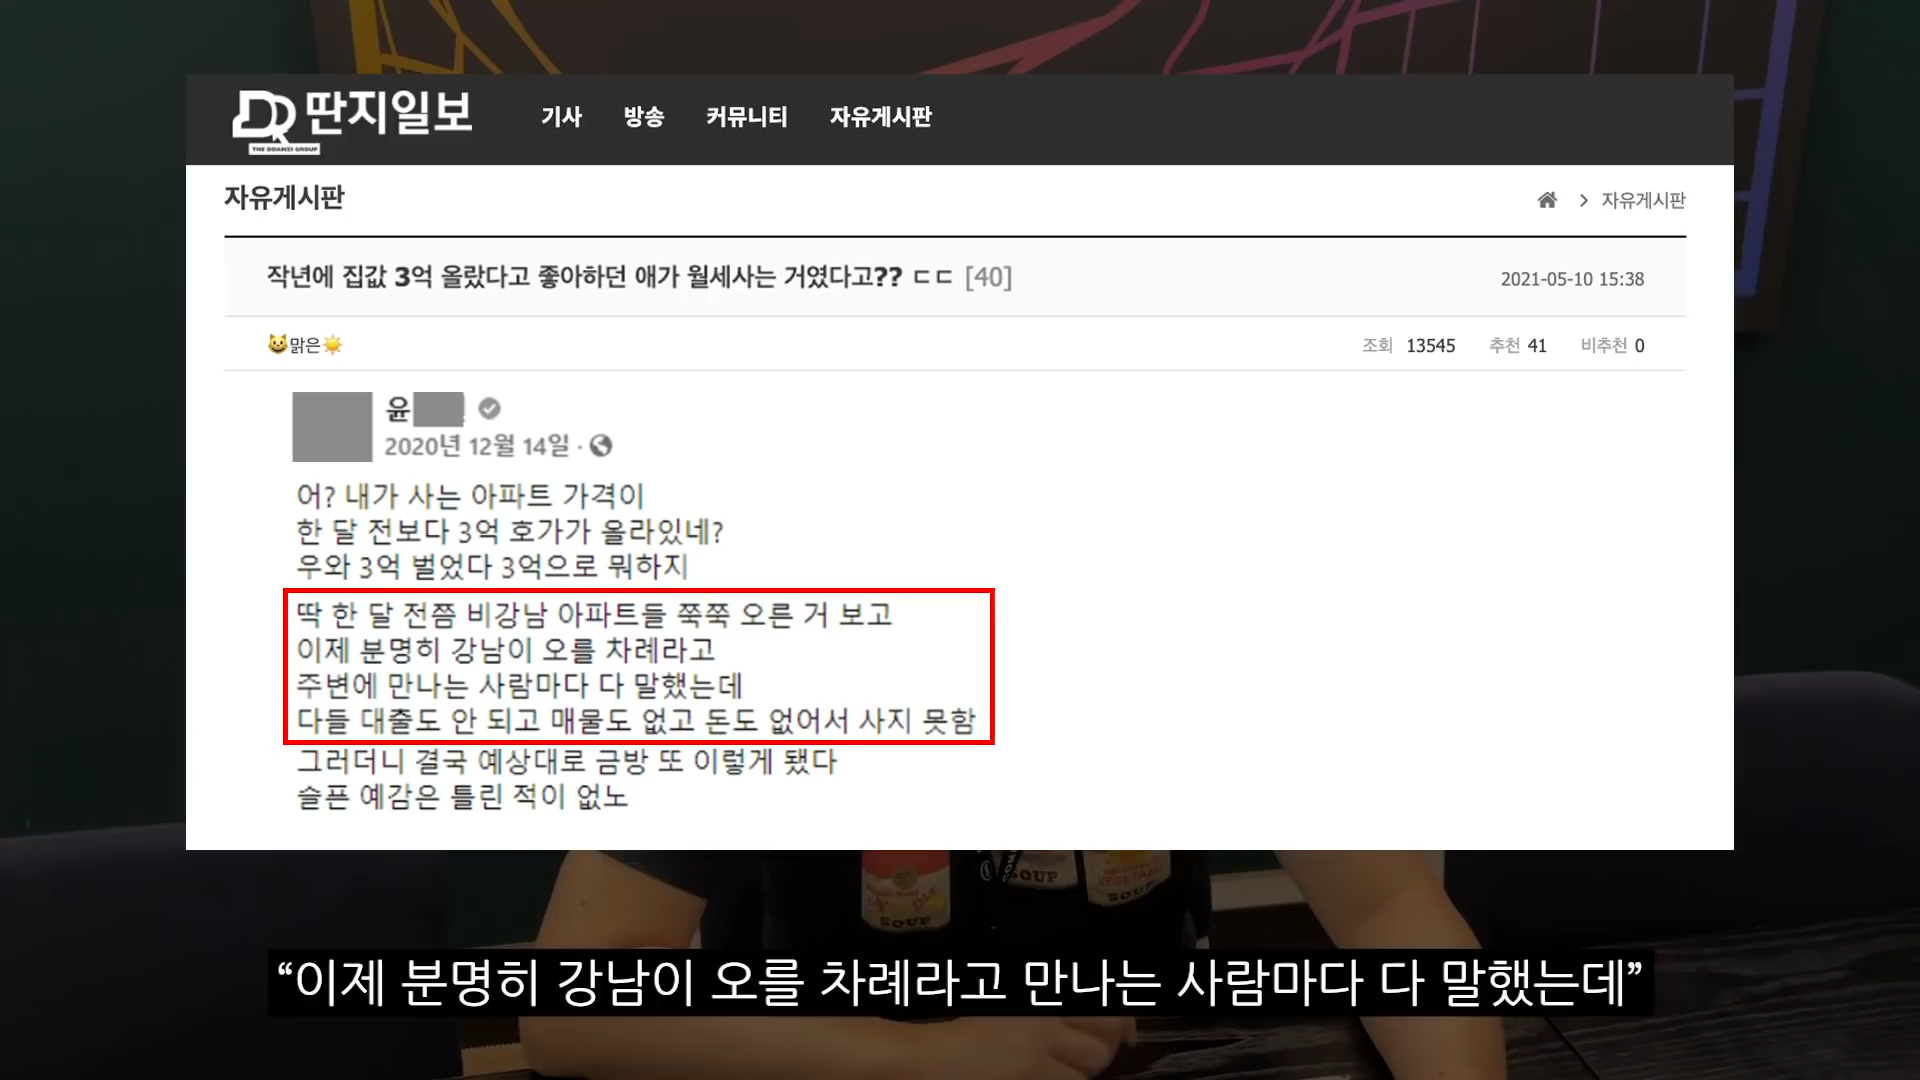 딴지일보
THE DDANZI GROUP
기사 방송 커뮤니티 자유게시판
자유게시판
> 자유게시판
작년에 집값 3억 올랐다고 좋아하던 애가 월세사는 거였다고?? ㄷㄷ [40]
2021-05-10 15:38
맑은
조회 13545 추천 41 비추천 0
윤
2020년 12월 14일 ·
어? 내가 사는 아파트 가격이
한 달 전보다 3억 호가가 올라있네?
우와 3억 벌었다 3억으로 뭐하지
딱 한 달 전쯤 비강남 아파트들 쭉쭉 오른 거 보고
이제 분명히 강남이 오를 차례라고
주변에 만나는 사람마다 다 말했는데
다들 대출도 안 되고 매물도 없고 돈도 없어서 사지 못함
그러더니 결국 예상대로 금방 또 이렇게 됐다
슬픈 예감은 틀린 적이 없노
SOUP
SOUP
VEGETABLE
SOUP
“이제 분명히 강남이 오를 차례라고 만나는 사람마다 다 말했는데”